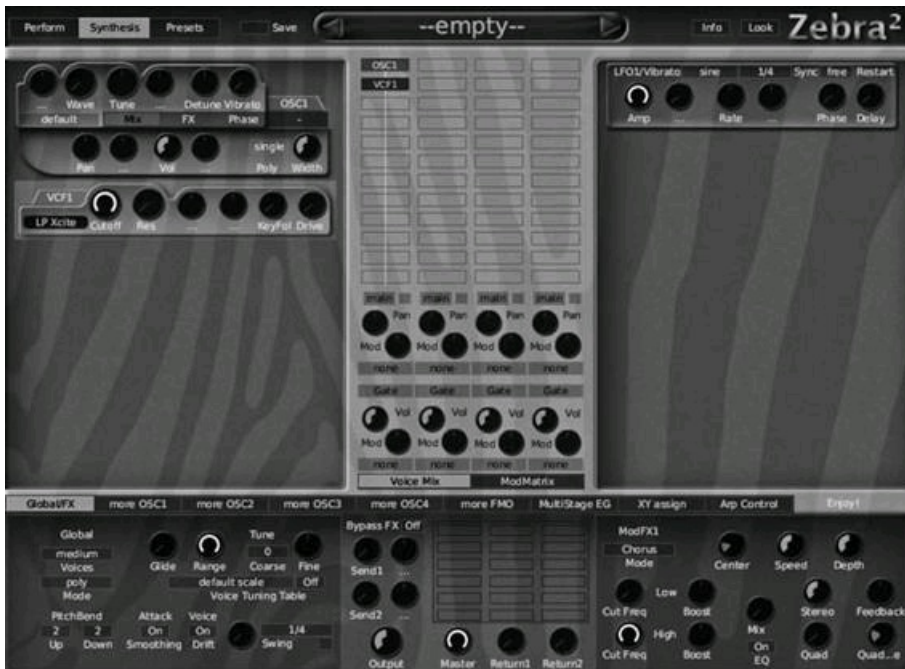 Perform Synthesis Presets Save --empty-- Info Look Zebra2
OSC1
VCF1
... Wave Tune ... Detune Vibrato OSC1
default Mix FX Phase -
single
Pan ... Vol ... Poly Width
VCF1
LP Xcite Cutoff Res ... ... KeyFol Drive
LFO1/Vibrato sine 1/4 Sync free Restart
Amp ... Rate ... Phase Delay
main main main main
Pan Pan Pan Pan
Mod Mod Mod Mod
none none none none
Gate Gate Gate Gate
Vol Vol Vol Vol
Mod Mod Mod Mod
none none none none
Voice Mix ModMatrix
Global/FX more OSC1 more OSC2 more OSC3 more OSC4 more FMO MultiStage EG XY assign Arp Control Enjoy!
Global
medium
Voices
poly
Mode
Glide Range
Tune
0
Coarse Fine
default scale Off
Voice Tuning Table
PitchBend Attack Voice
2 2 On On 1/4
Up Down Smoothing Drift Swing
Bypass FX Off
Send1 ...
Send2 ...
Output Master Return1 Return2
ModFX1
Chorus
Mode Center Speed Depth
Low
Cut Freq Boost Mix Stereo Feedback
High On
Cut Freq Boost EQ Quad Quad...e